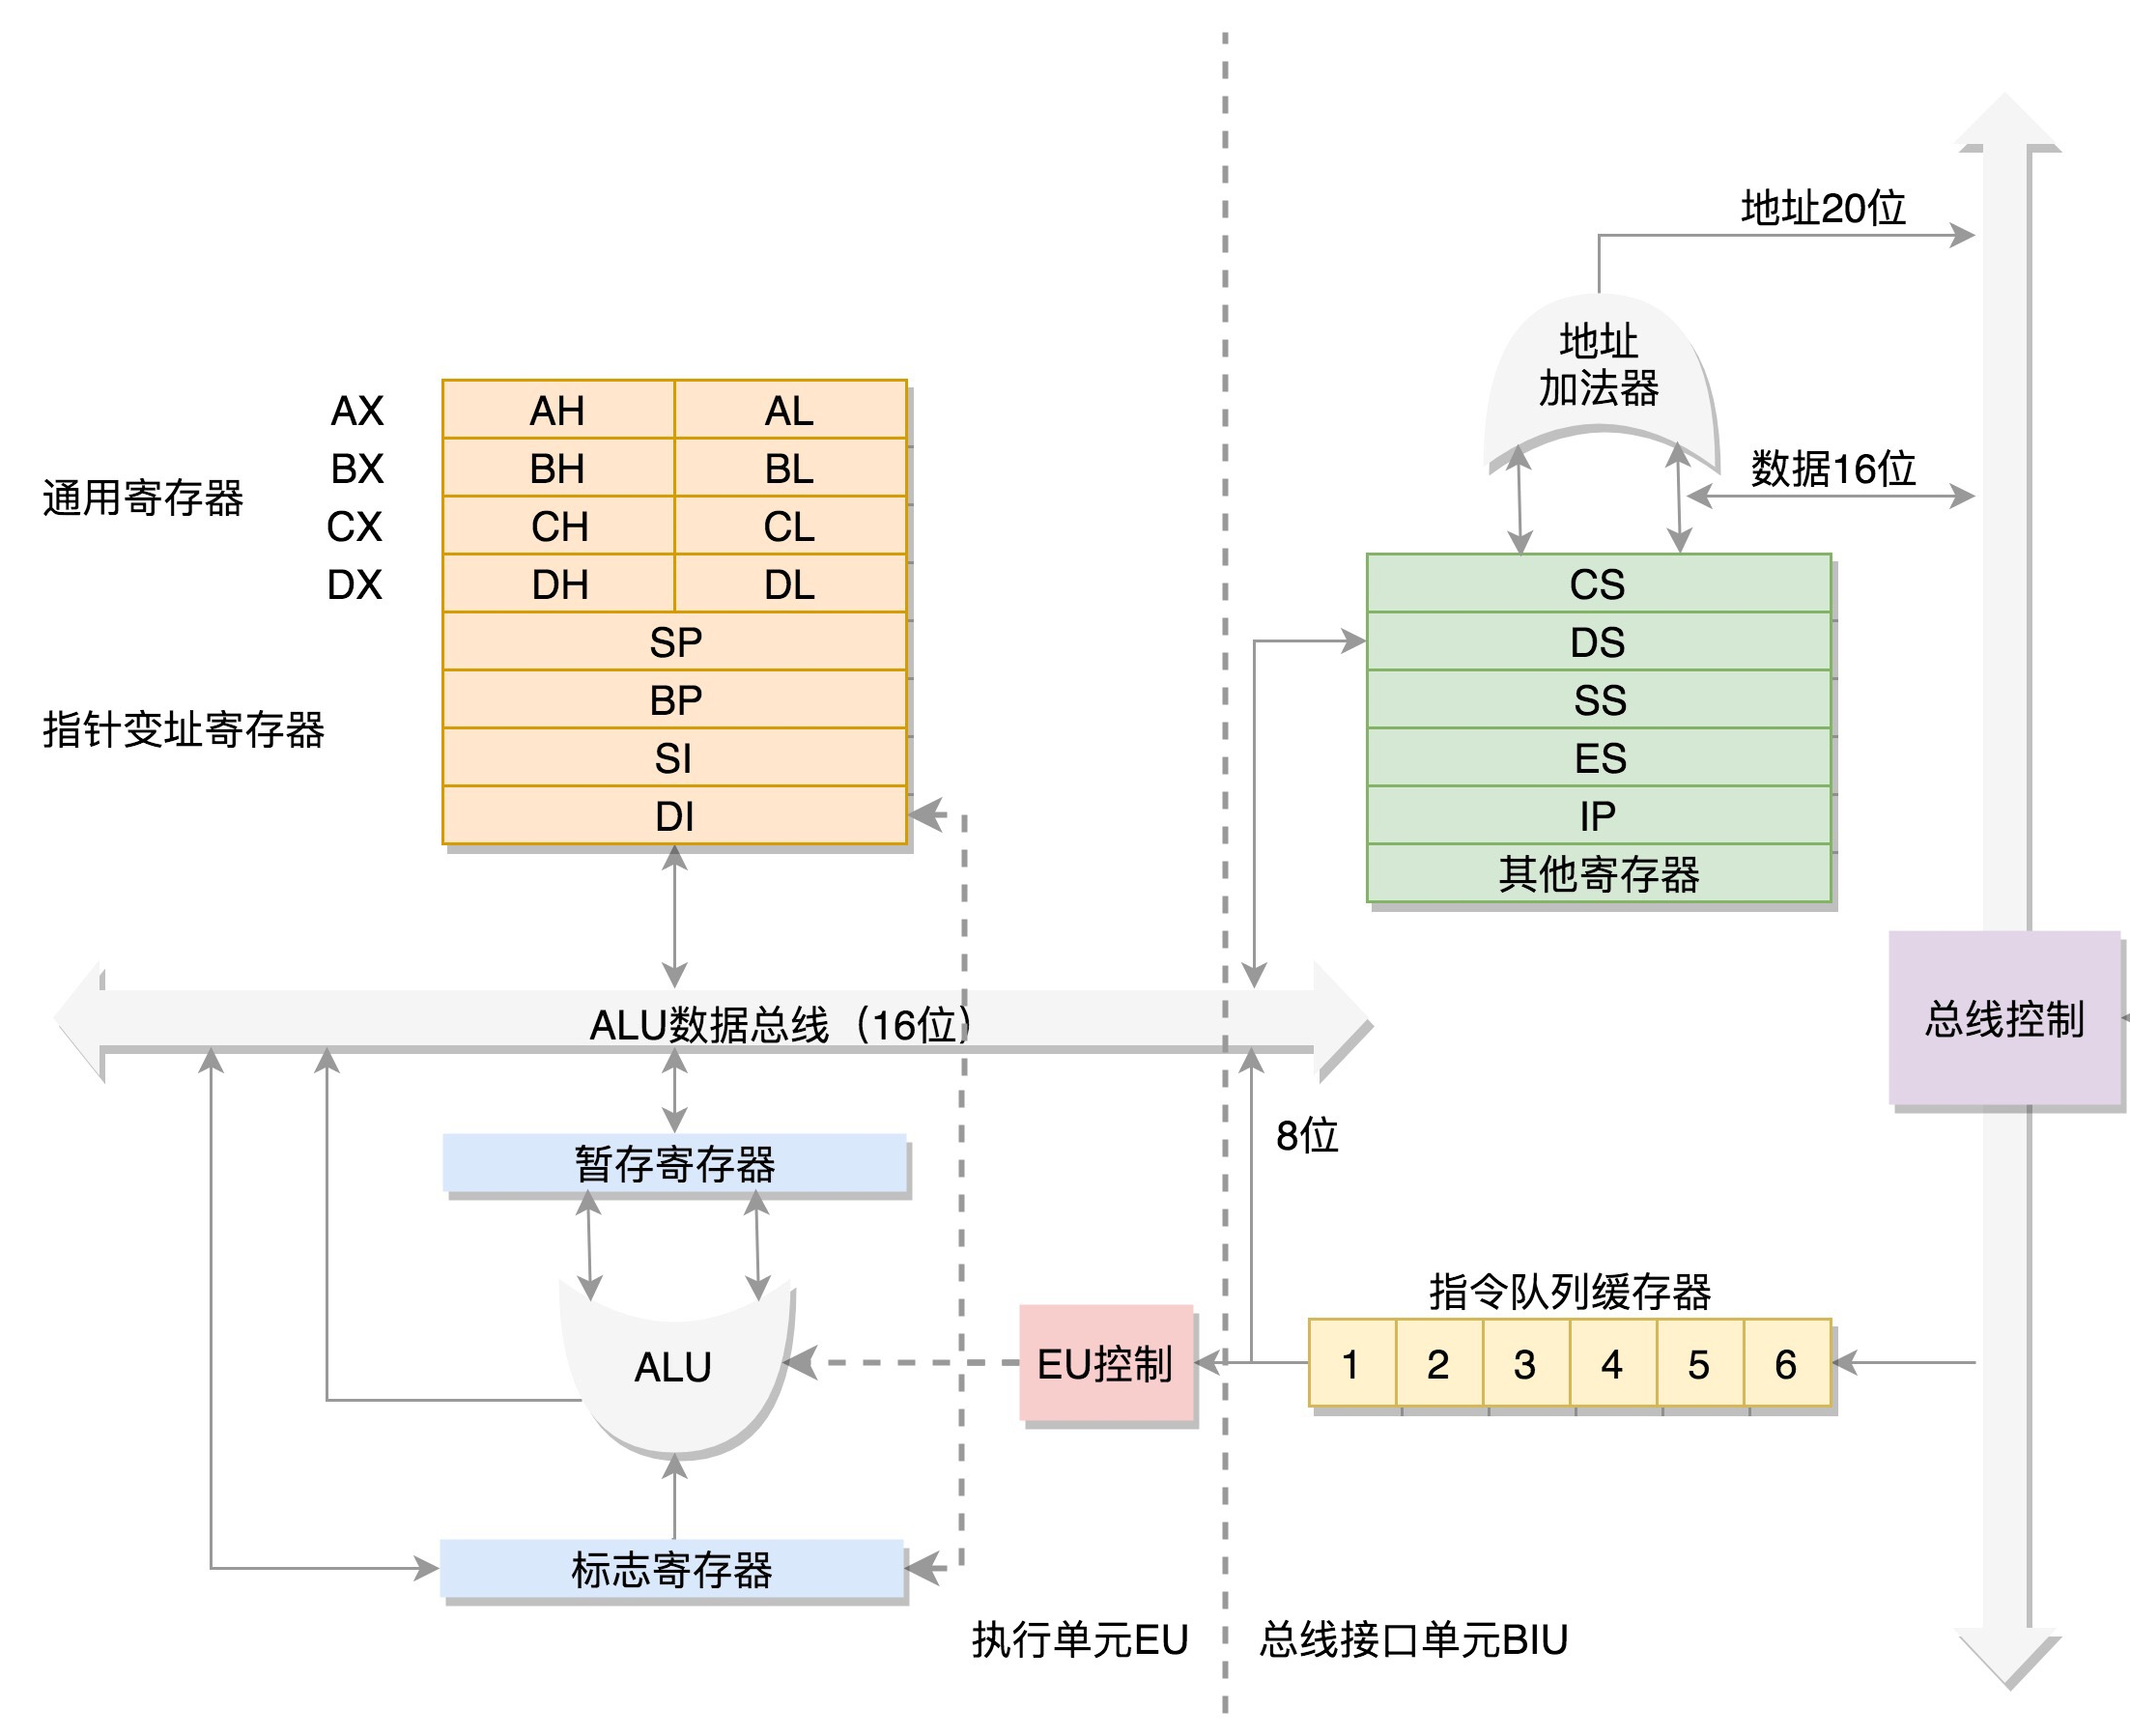 地址20位
地址
加法器
数据16位
通用寄存器
AX
AH
AL
BX
BH
BL
CX
CH
CL
DX
DH
DL
指针变址寄存器
SP
BP
SI
DI
CS
DS
SS
ES
IP
其他寄存器
ALU数据总线（16位）
总线控制
8位
暂存寄存器
ALU
EU控制
指令队列缓存器
1
2
3
4
5
6
标志寄存器
执行单元EU
总线接口单元BIU